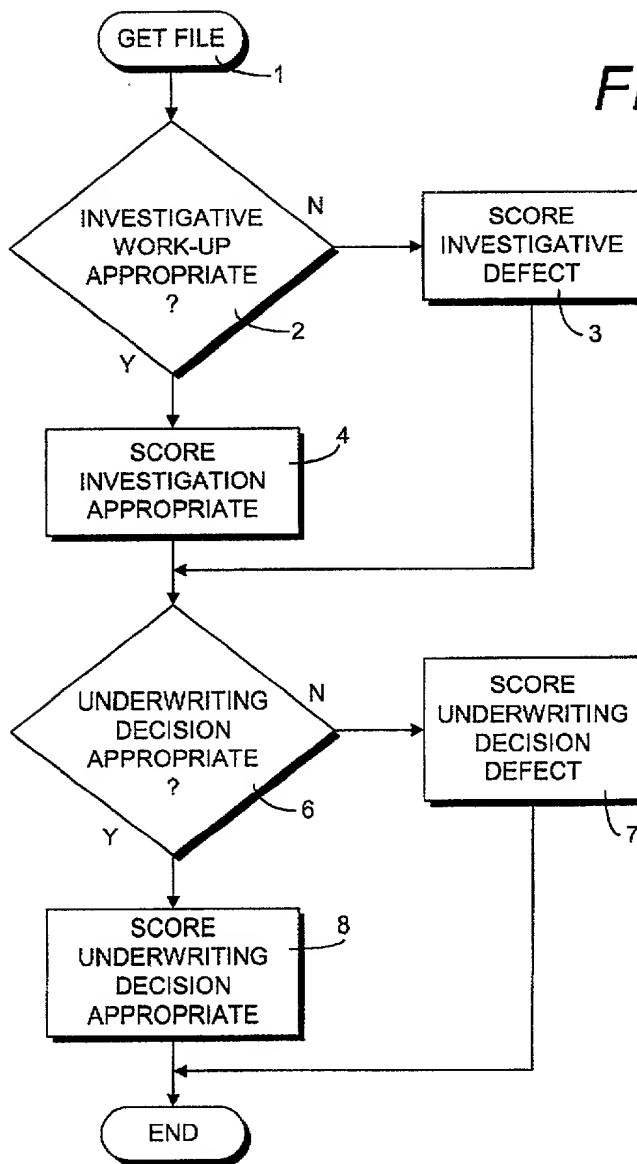 GET FILE
1
INVESTIGATIVE
WORK-UP
APPROPRIATE
?
2
N
Y
SCORE
INVESTIGATIVE
DEFECT
3
SCORE
INVESTIGATION
APPROPRIATE
4
UNDERWRITING
DECISION
APPROPRIATE
?
6
N
Y
SCORE
UNDERWRITING
DECISION
DEFECT
7
SCORE
UNDERWRITING
DECISION
APPROPRIATE
8
END